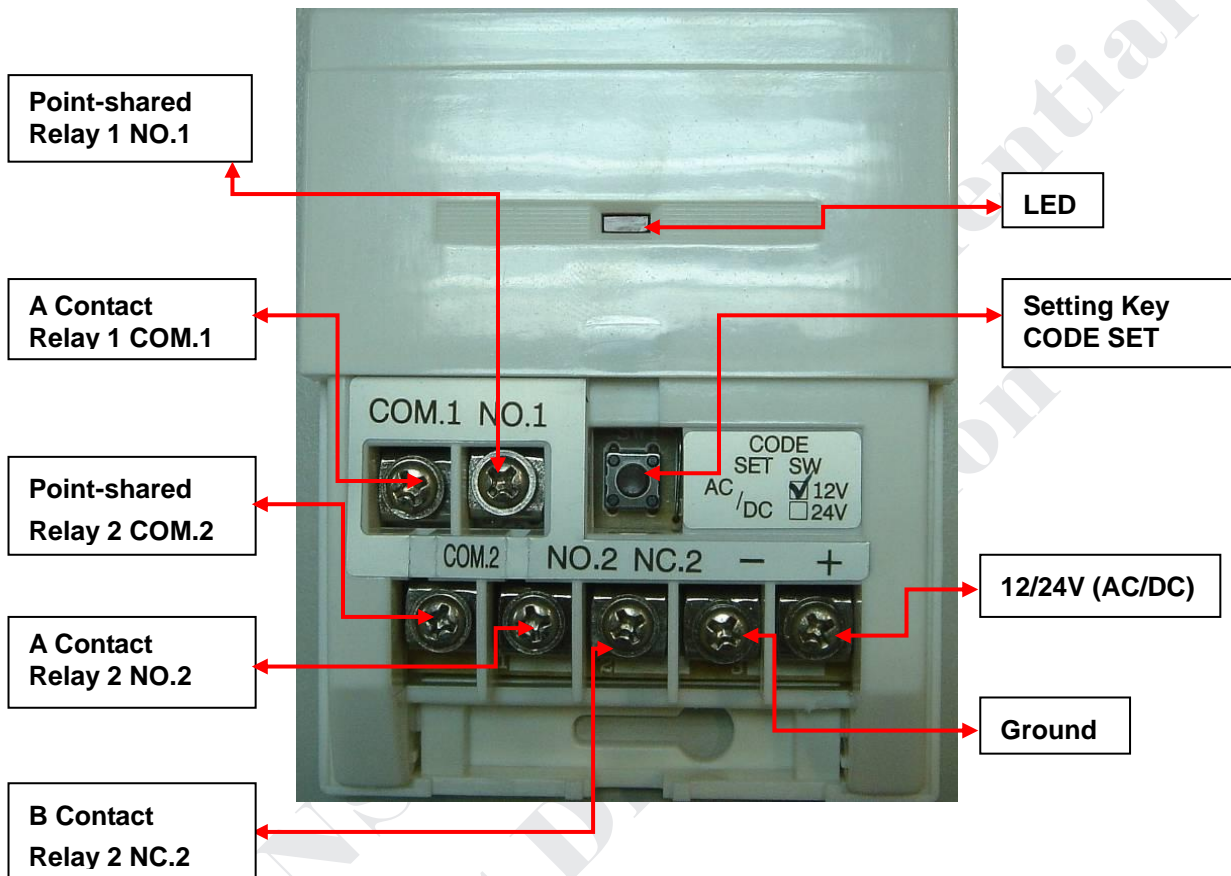 Point-shared
Relay 1 NO.1
LED
A Contact
Relay 1 COM.1
Setting Key
CODE SET
COM.1 NO.1
CODE
SET SW
AC
/DC
12V
24V
Point-shared
Relay 2 COM.2
COM.2 NO.2 NC.2 − +
12/24V (AC/DC)
A Contact
Relay 2 NO.2
Ground
B Contact
Relay 2 NC.2